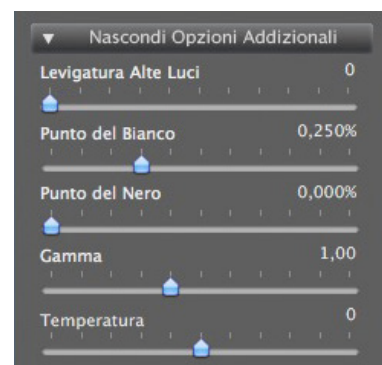 ▼ Nascondi Opzioni Addizionali
Levigatura Alte Luci 0
Punto del Bianco 0,250%
Punto del Nero 0,000%
Gamma 1,00
Temperatura 0